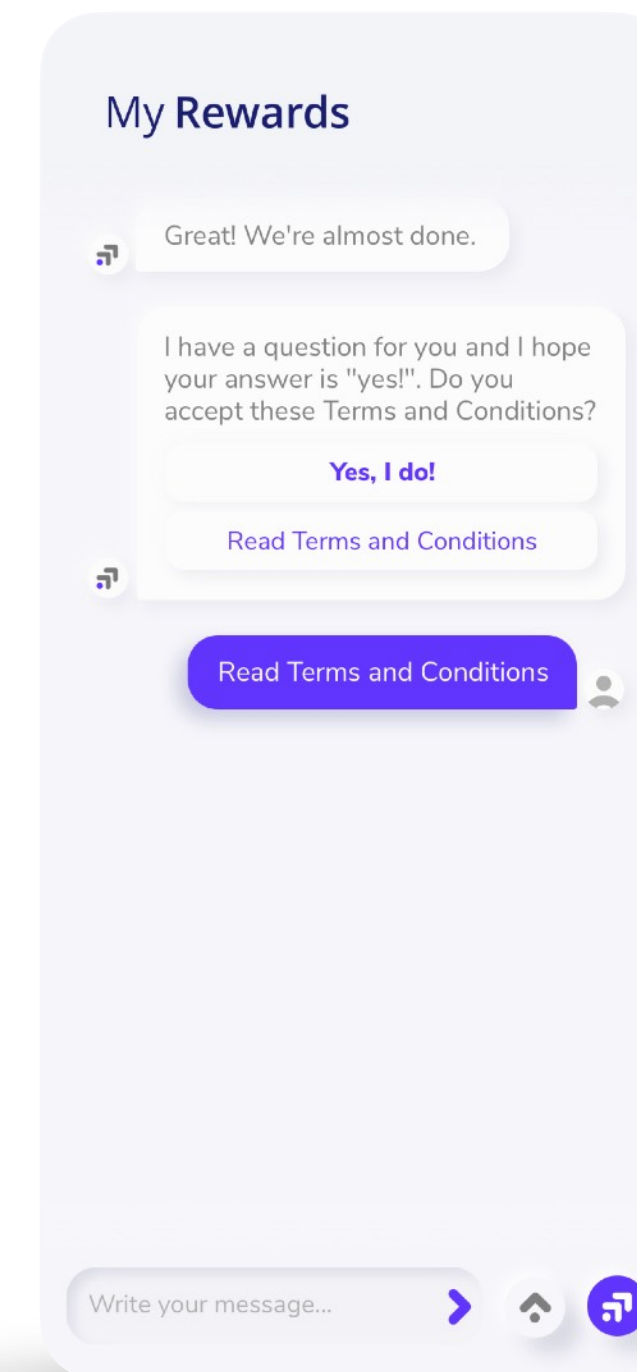 My Rewards
Great! We're almost done.
I have a question for you and I hope
your answer is "yes!". Do you
accept these Terms and Conditions?
Yes, I do!
Read Terms and Conditions
Read Terms and Conditions
Write your message...